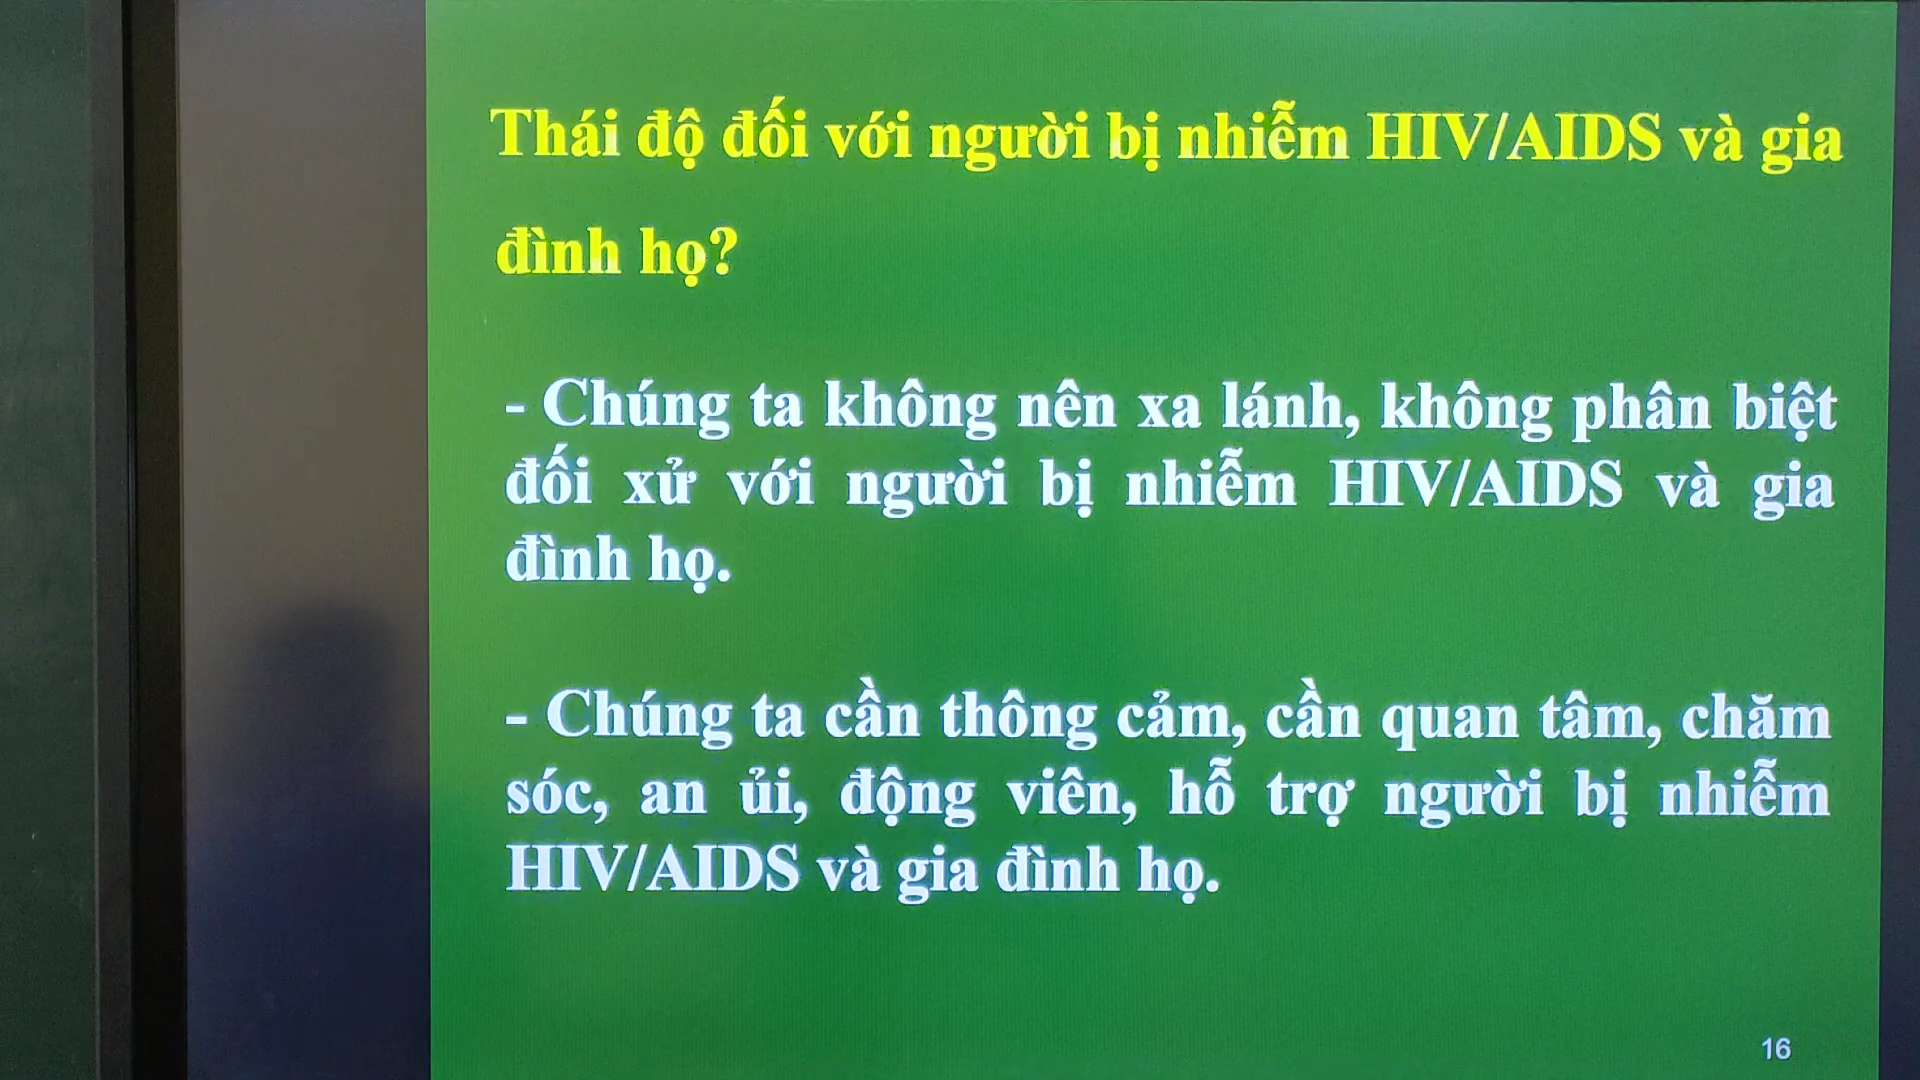 Thái độ đối với người bị nhiễm HIV/AIDS và gia
đình họ?
- Chúng ta không nên xa lánh, không phân biệt
đối xử với người bị nhiễm HIV/AIDS và gia
đình họ.
- Chúng ta cần thông cảm, cần quan tâm, chăm
sóc, an ủi, động viên, hỗ trợ người bị nhiễm
HIV/AIDS và gia đình họ.
16